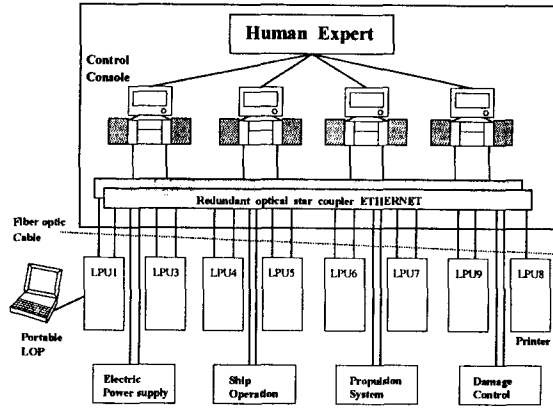 Human Expert
Control
Console
Redundant optical star coupler ETHERNET
Fiber optic
Cable
LPU1
LPU3
LPU4
LPU5
LPU6
LPU7
LPU9
LPU8
Portable
LOP
Printer
Electric
Power supply
Ship
Operation
Propulsion
System
Damage
Control